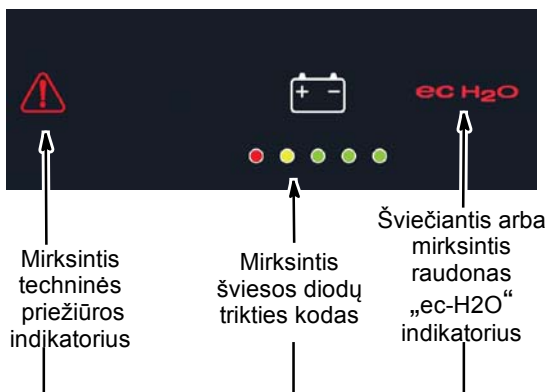 ec H2O
Mirksintis
techninės
priežiūros
indikatorius
Mirksintis
šviesos diodų
trikties kodas
Šviečiantis arba
mirksintis
raudonas
„ec-H2O“
indikatorius